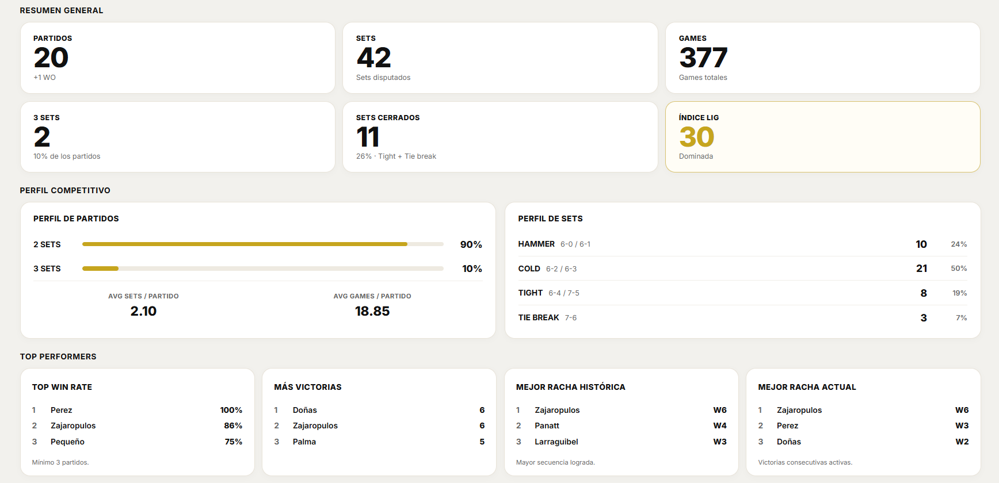 RESUMEN GENERAL
PARTIDOS
20
+1 WO
SETS
42
Sets disputados
GAMES
377
Games totales
3 SETS
2
10% de los partidos
SETS CERRADOS
11
26% · Tight + Tie break
ÍNDICE LIG
30
Dominada
PERFIL COMPETITIVO
PERFIL DE PARTIDOS
2 SETS 90%
3 SETS 10%
AVG SETS / PARTIDO
2.10
AVG GAMES / PARTIDO
18.85
PERFIL DE SETS
HAMMER 6-0 / 6-1 10 24%
COLD 6-2 / 6-3 21 50%
TIGHT 6-4 / 7-5 8 19%
TIE BREAK 7-6 3 7%
TOP PERFORMERS
TOP WIN RATE
1 Perez 100%
2 Zajaropulos 86%
3 Pequeño 75%
Mínimo 3 partidos.
MÁS VICTORIAS
1 Doñas 6
2 Zajaropulos 6
3 Palma 5
MEJOR RACHA HISTÓRICA
1 Zajaropulos W6
2 Panatt W4
3 Larraguibel W3
Mayor secuencia lograda.
MEJOR RACHA ACTUAL
1 Zajaropulos W6
2 Perez W3
3 Doñas W2
Victorias consecutivas activas.